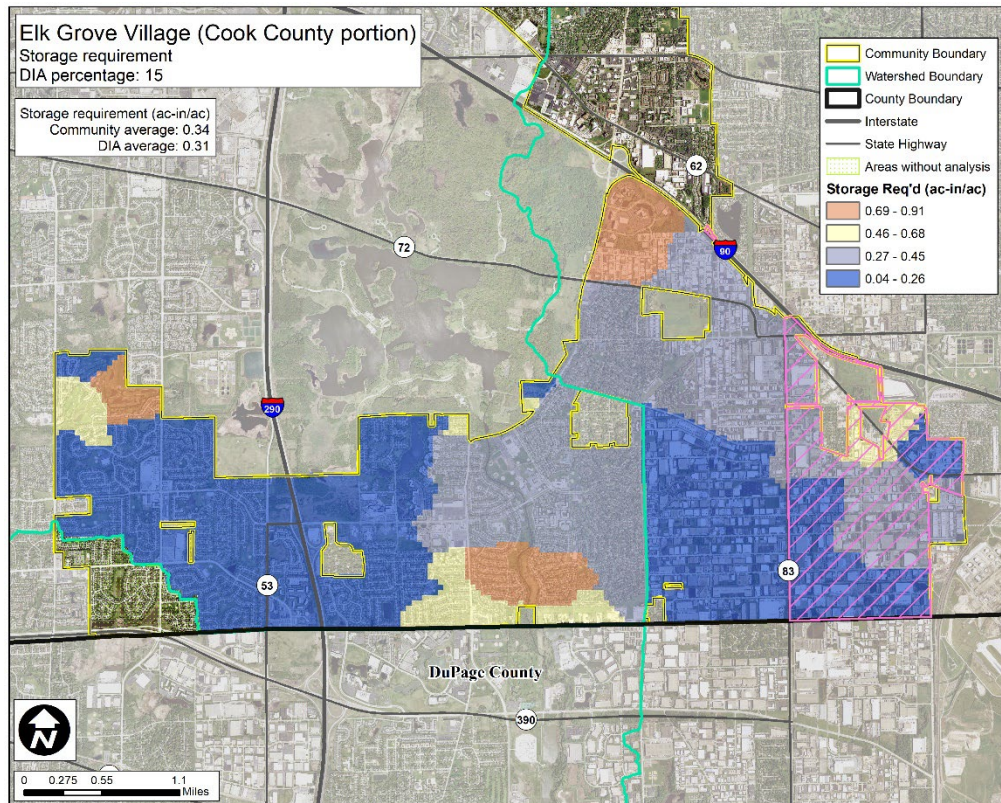 Elk Grove Village (Cook County portion)
Storage requirement
DIA percentage: 15
Storage requirement (ac-in/ac)
Community average: 0.34
DIA average: 0.31
Community Boundary
Watershed Boundary
County Boundary
Interstate
State Highway
Areas without analysis
Storage Req'd (ac-in/ac)
0.69 - 0.91
0.46 - 0.68
0.27 - 0.45
0.04 - 0.26
62
72
90
290
53
83
DuPage County
390
N
0 0.275 0.55 1.1
Miles